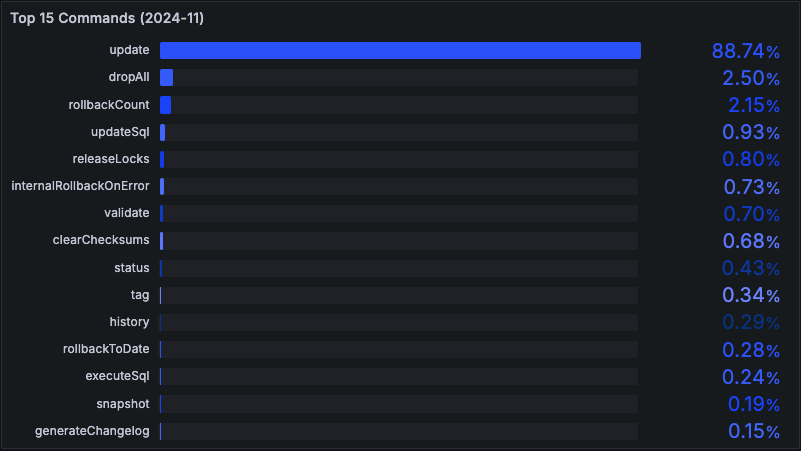 Top 15 Commands (2024-11)
update 88.74%
dropAll 2.50%
rollbackCount 2.15%
updateSql 0.93%
releaseLocks 0.80%
internalRollbackOnError 0.73%
validate 0.70%
clearChecksums 0.68%
status 0.43%
tag 0.34%
history 0.29%
rollbackToDate 0.28%
executeSql 0.24%
snapshot 0.19%
generateChangelog 0.15%